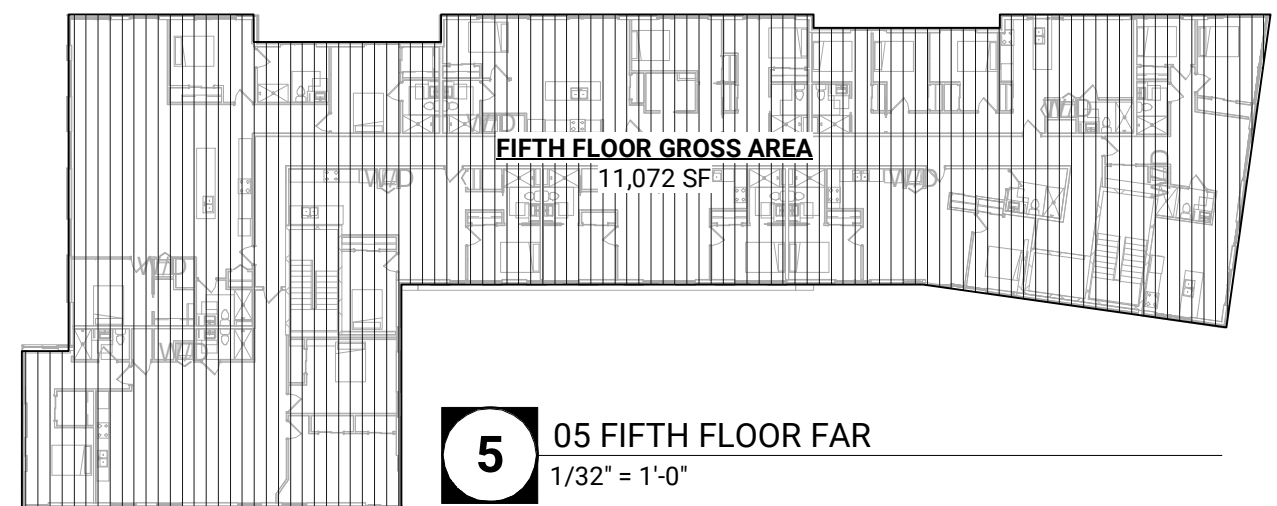 W/D
FIFTH FLOOR GROSS AREA
11,072 SF
W/D
W/D
W/D
W/D
W/D
W/D
5
05 FIFTH FLOOR FAR
1/32" = 1'-0"